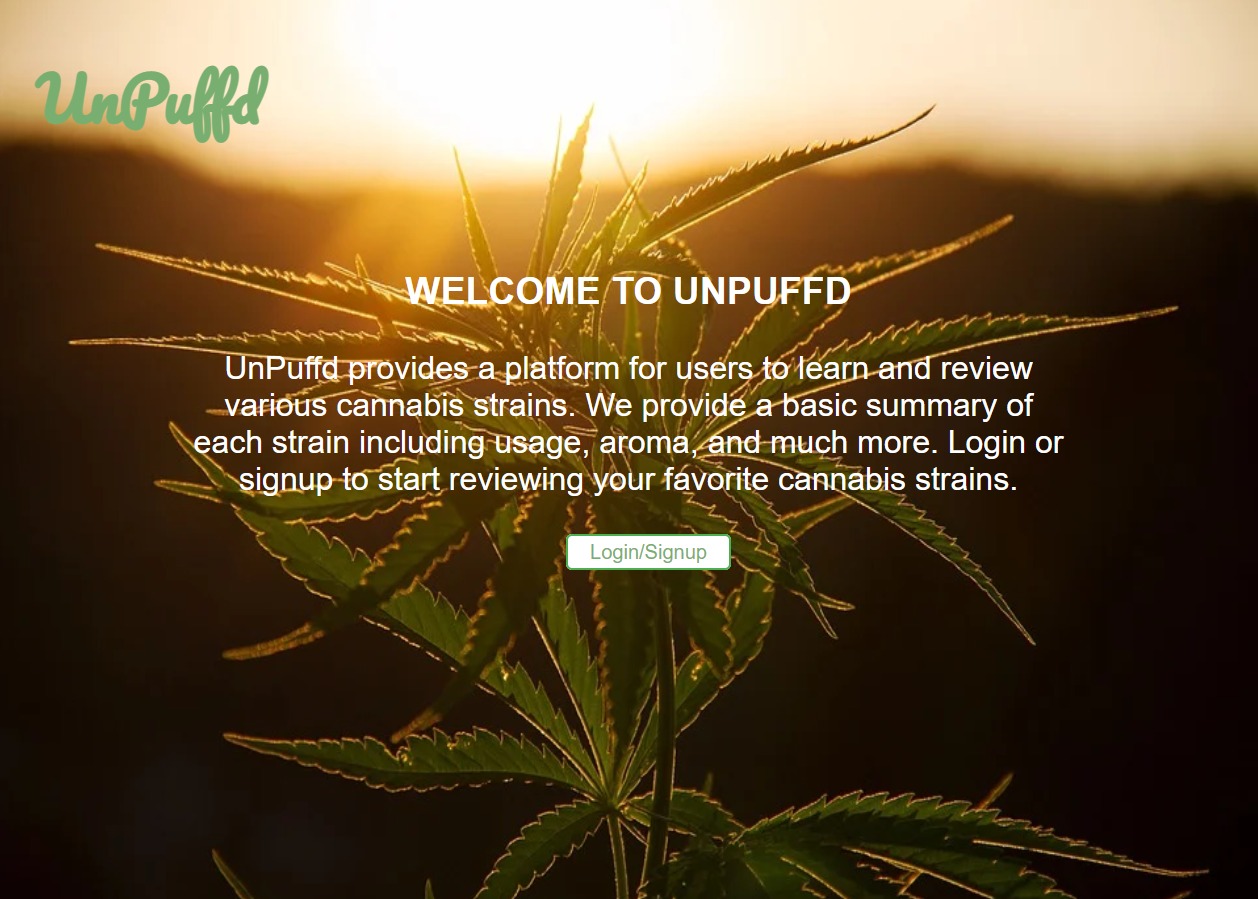 UnPuffd
WELCOME TO UNPUFFD
UnPuffd provides a platform for users to learn and review
various cannabis strains. We provide a basic summary of
each strain including usage, aroma, and much more. Login or
signup to start reviewing your favorite cannabis strains.
Login/Signup